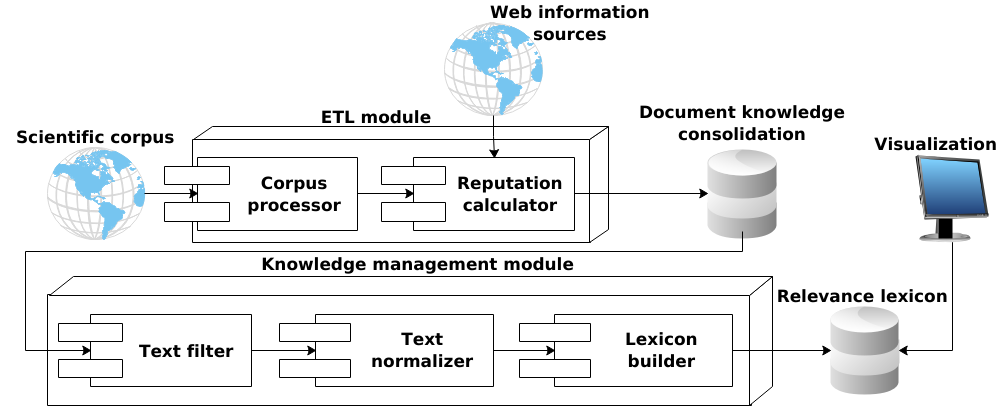 Web information
sources
ETL module
Document knowledge
consolidation
Scientific corpus
Visualization
Corpus
processor
Reputation
calculator
Knowledge management module
Relevance lexicon
Text filter
Text
normalizer
Lexicon
builder